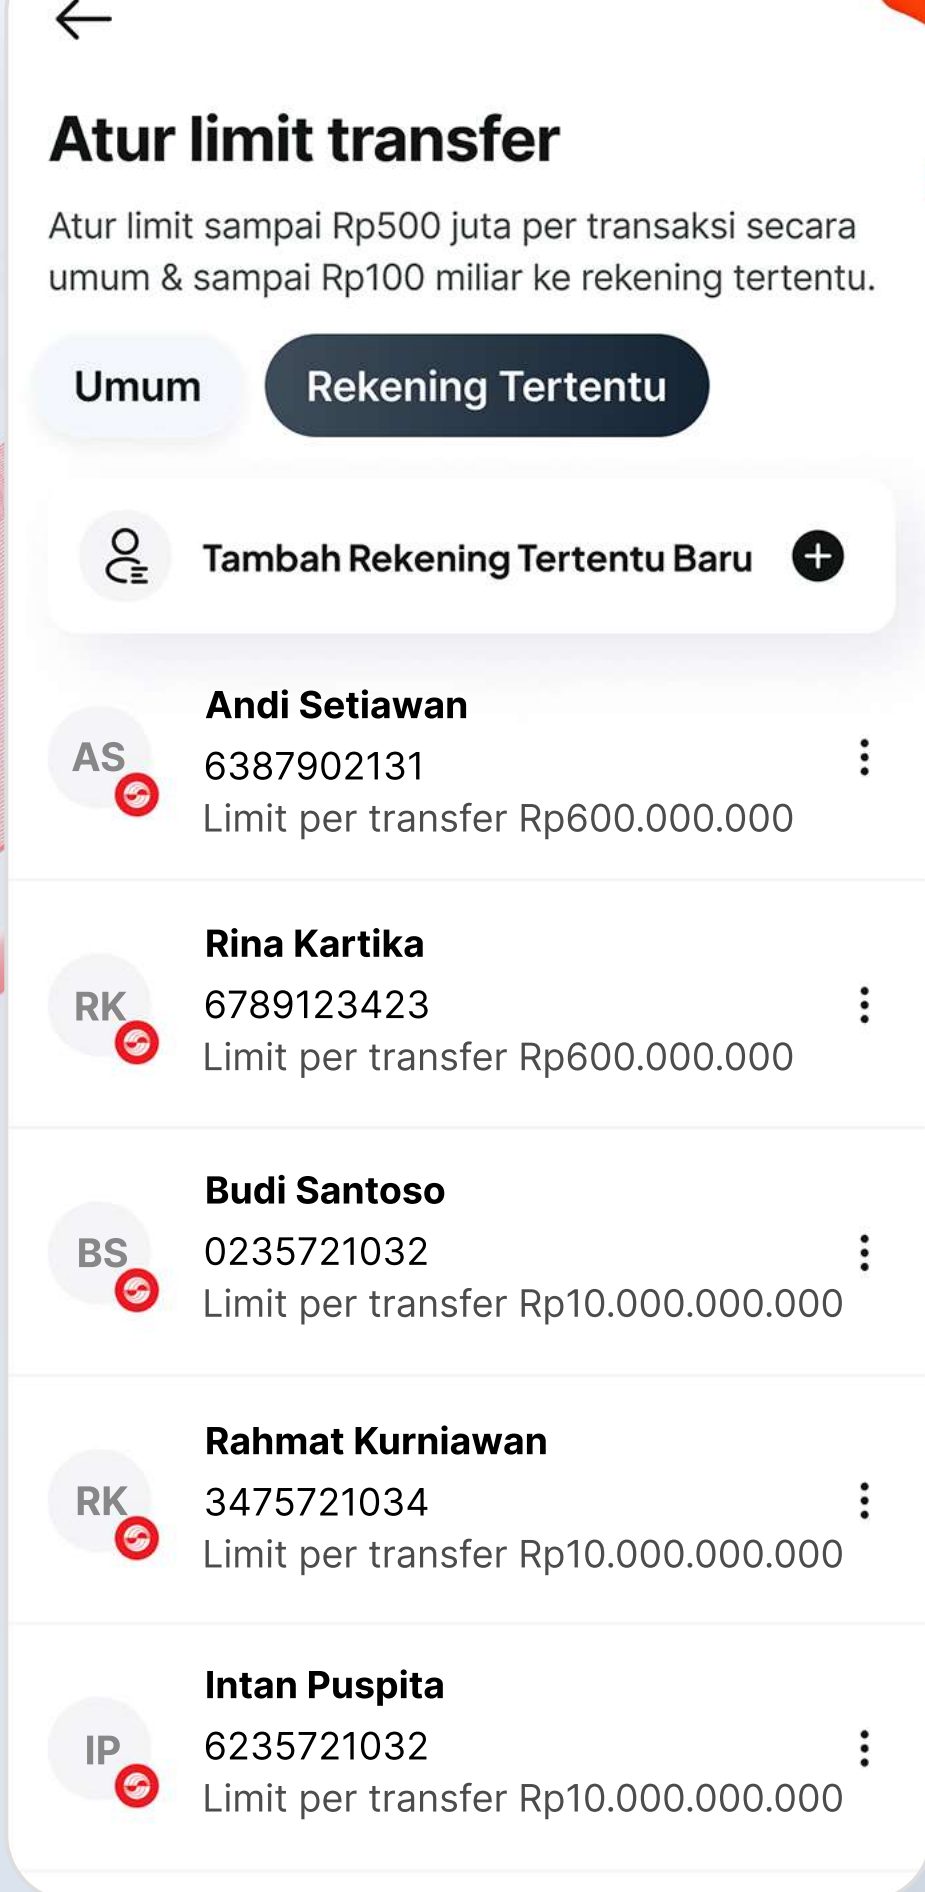 Atur limit transfer
Atur limit sampai Rp500 juta per transaksi secara
umum & sampai Rp100 miliar ke rekening tertentu.
Umum
Rekening Tertentu
Tambah Rekening Tertentu Baru
AS
Andi Setiawan
6387902131
Limit per transfer Rp600.000.000
RK
Rina Kartika
6789123423
Limit per transfer Rp600.000.000
BS
Budi Santoso
0235721032
Limit per transfer Rp10.000.000.000
RK
Rahmat Kurniawan
3475721034
Limit per transfer Rp10.000.000.000
IP
Intan Puspita
6235721032
Limit per transfer Rp10.000.000.000